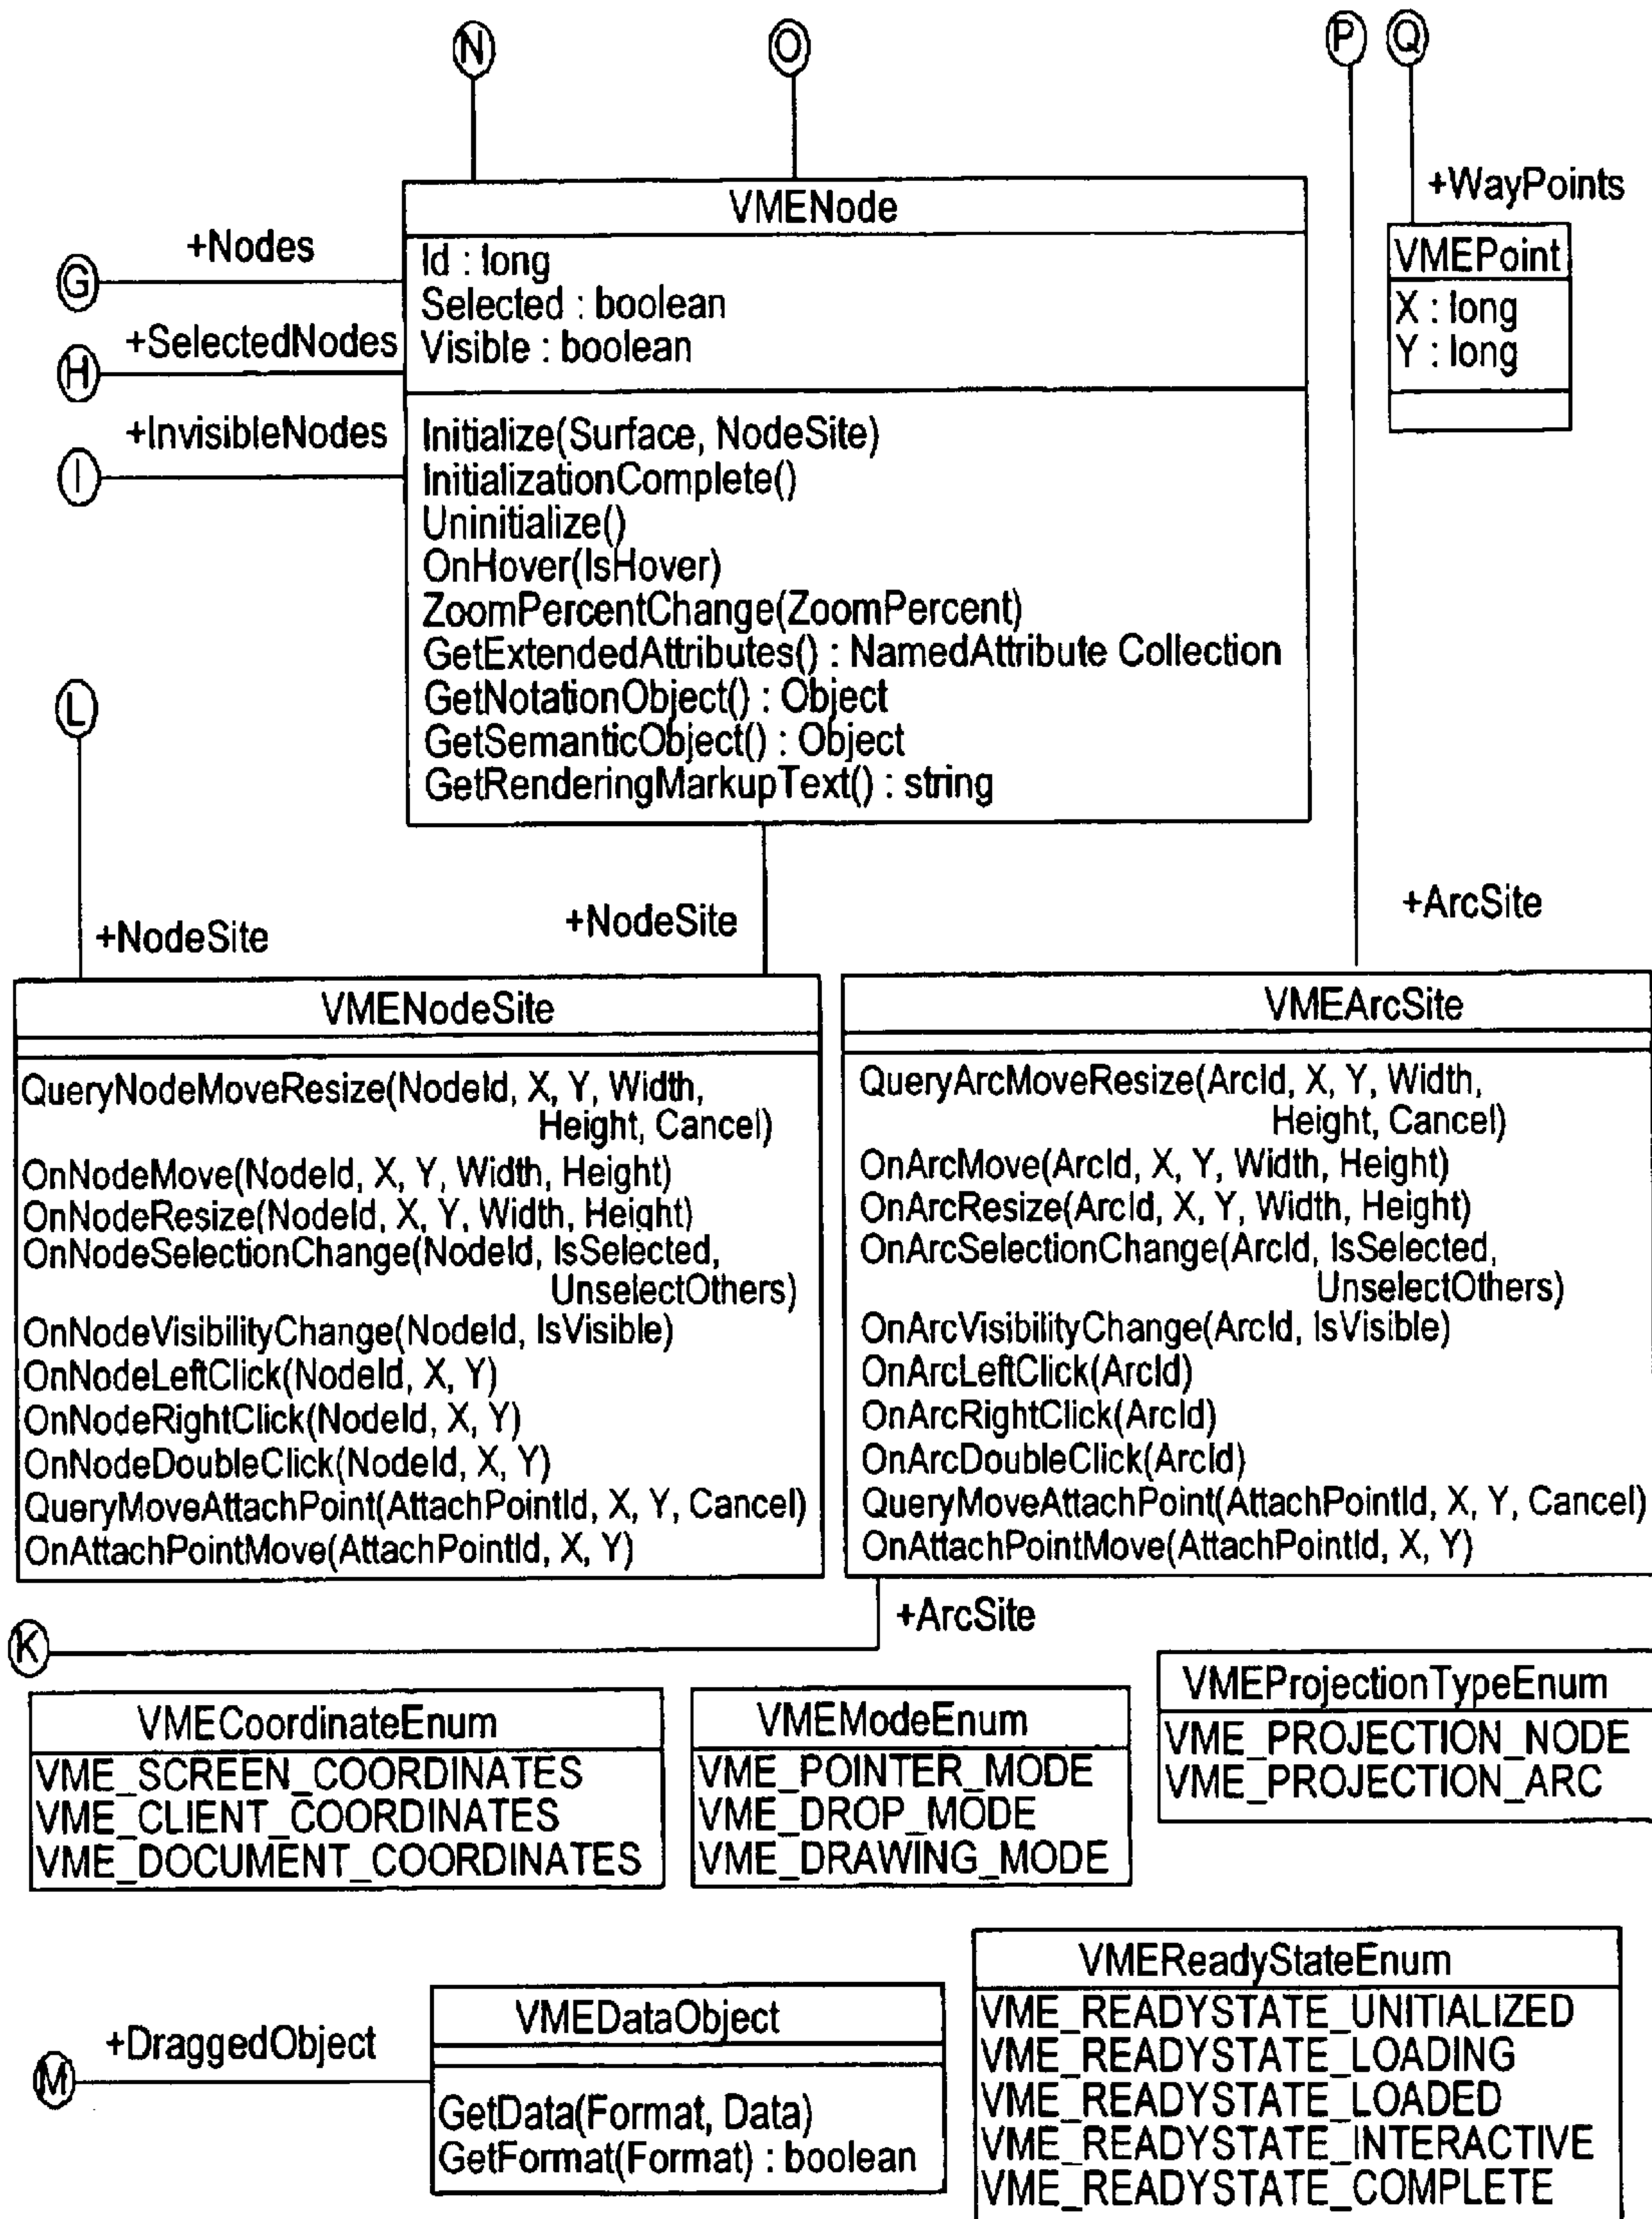 N
O
P
Q
+WayPoints
VMENode
Id : long
Selected : boolean
Visible : boolean
Initialize(Surface, NodeSite)
InitializationComplete()
Uninitialize()
OnHover(IsHover)
ZoomPercentChange(ZoomPercent)
GetExtendedAttributes() : NamedAttribute Collection
GetNotationObject() : Object
GetSemanticObject() : Object
GetRenderingMarkupText() : string
VMEPoint
X : long
Y : long
G
+Nodes
H
+SelectedNodes
I
+InvisibleNodes
L
+NodeSite
+NodeSite
+ArcSite
VMENodeSite
QueryNodeMoveResize(NodeId, X, Y, Width,
Height, Cancel)
OnNodeMove(NodeId, X, Y, Width, Height)
OnNodeResize(NodeId, X, Y, Width, Height)
OnNodeSelectionChange(NodeId, IsSelected,
UnselectOthers)
OnNodeVisibilityChange(NodeId, IsVisible)
OnNodeLeftClick(NodeId, X, Y)
OnNodeRightClick(NodeId, X, Y)
OnNodeDoubleClick(NodeId, X, Y)
QueryMoveAttachPoint(AttachPointId, X, Y, Cancel)
OnAttachPointMove(AttachPointId, X, Y)
VMEArcSite
QueryArcMoveResize(ArcId, X, Y, Width,
Height, Cancel)
OnArcMove(ArcId, X, Y, Width, Height)
OnArcResize(ArcId, X, Y, Width, Height)
OnArcSelectionChange(ArcId, IsSelected,
UnselectOthers)
OnArcVisibilityChange(ArcId, IsVisible)
OnArcLeftClick(ArcId)
OnArcRightClick(ArcId)
OnArcDoubleClick(ArcId)
QueryMoveAttachPoint(AttachPointId, X, Y, Cancel)
OnAttachPointMove(AttachPointId, X, Y)
K
+ArcSite
VMECoordinateEnum
VME_SCREEN_COORDINATES
VME_CLIENT_COORDINATES
VME_DOCUMENT_COORDINATES
VMEModeEnum
VME_POINTER_MODE
VME_DROP_MODE
VME_DRAWING_MODE
VMEProjectionTypeEnum
VME_PROJECTION_NODE
VME_PROJECTION_ARC
M
+DraggedObject
VMEDataObject
GetData(Format, Data)
GetFormat(Format) : boolean
VMEReadyStateEnum
VME_READYSTATE_UNITIALIZED
VME_READYSTATE_LOADING
VME_READYSTATE_LOADED
VME_READYSTATE_INTERACTIVE
VME_READYSTATE_COMPLETE